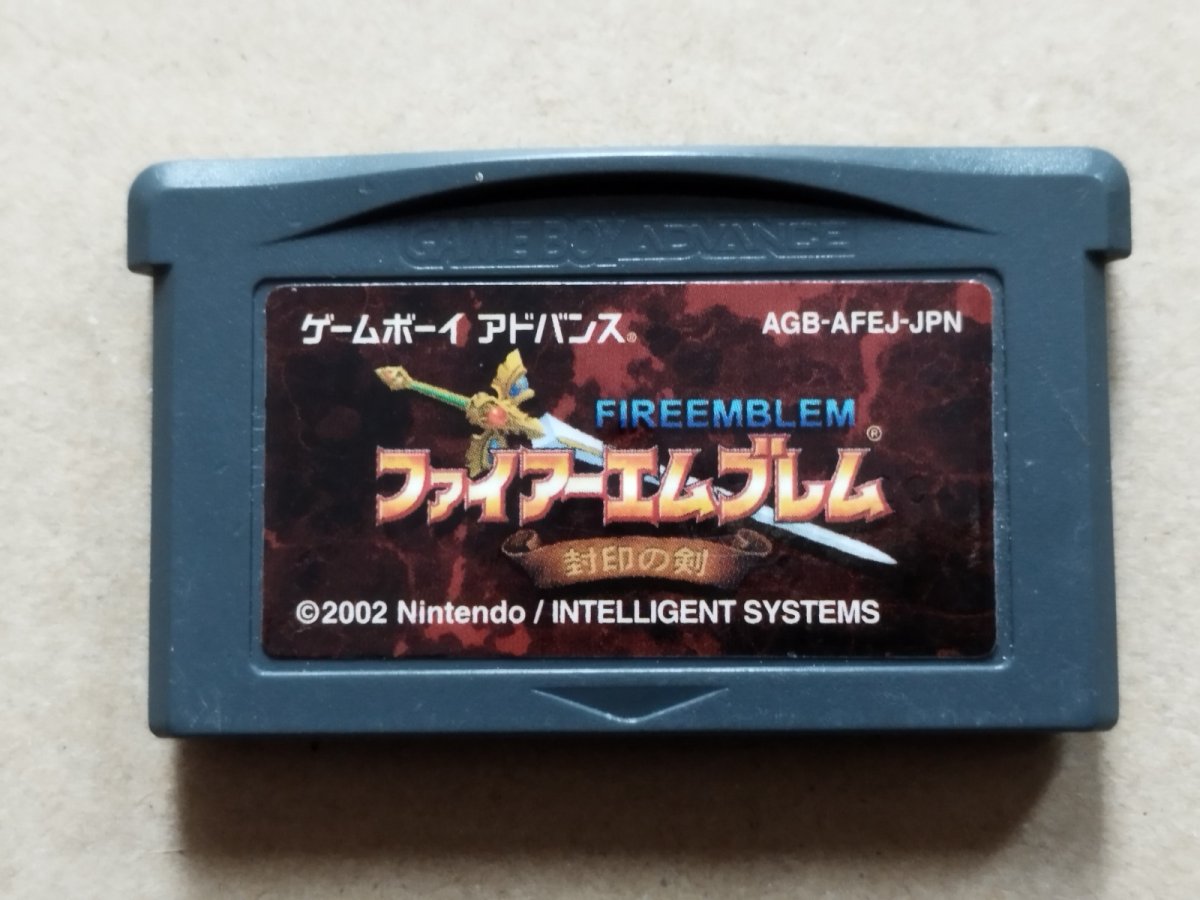 GAME BOY ADVANCE
ゲームボーイ アドバンス®
AGB-AFEJ-JPN
FIREEMBLEM
ファイアーエムブレム®
封印の剣
©2002 Nintendo / INTELLIGENT SYSTEMS